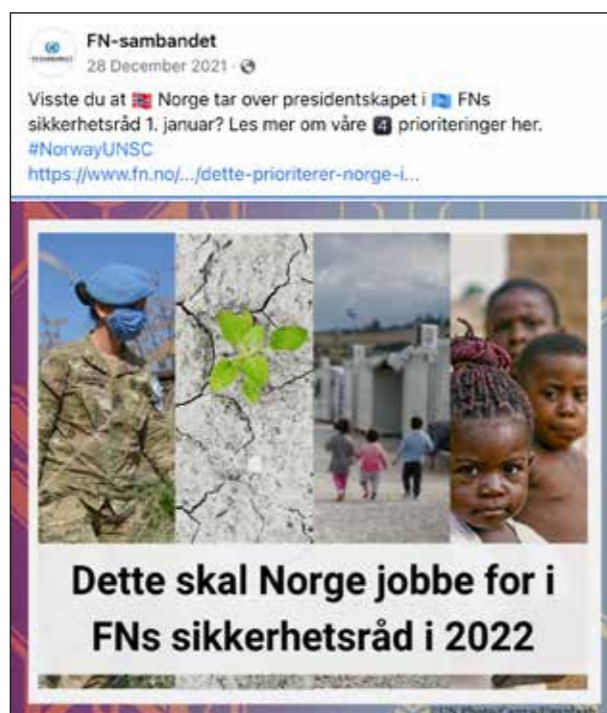 FN-sambandet
28 December 2021 ·
Visste du at 🇳🇴 Norge tar over presidentskapet i 🇺🇳 FNs
sikkerhetsråd 1. januar? Les mer om våre 4️⃣ prioriteringer her.
#NorwayUNSC
https://www.fn.no/.../dette-prioriterer-norge-i...
Dette skal Norge jobbe for i
FNs sikkerhetsråd i 2022